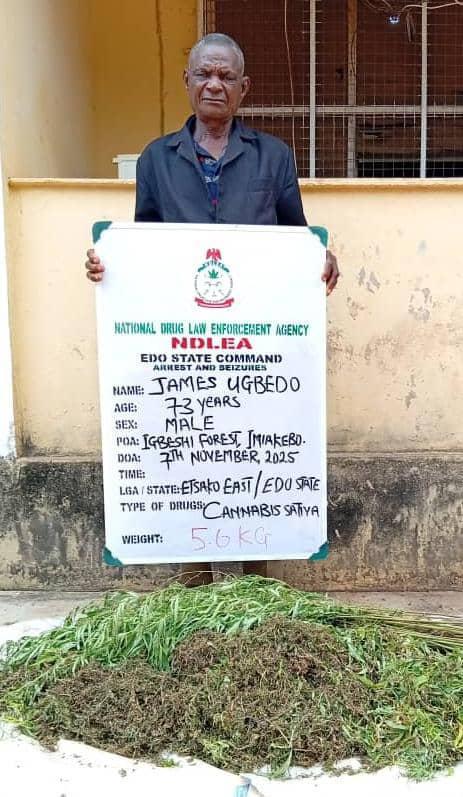 NATIONAL DRUG LAW ENFORCEMENT AGENCY
NDLEA
EDO STATE COMMAND
ARREST AND SEIZURES
NAME: JAMES UGBEDO
AGE: 73 YEARS
SEX: MALE
POA: IGBESHI FOREST, IMIAKEBO.
DOA: 7TH NOVEMBER, 2025
TIME:
LGA / STATE: ETSAKO EAST/EDO STATE
TYPE OF DRUGS: CANNABIS SATIVA
WEIGHT: 5.6 KG